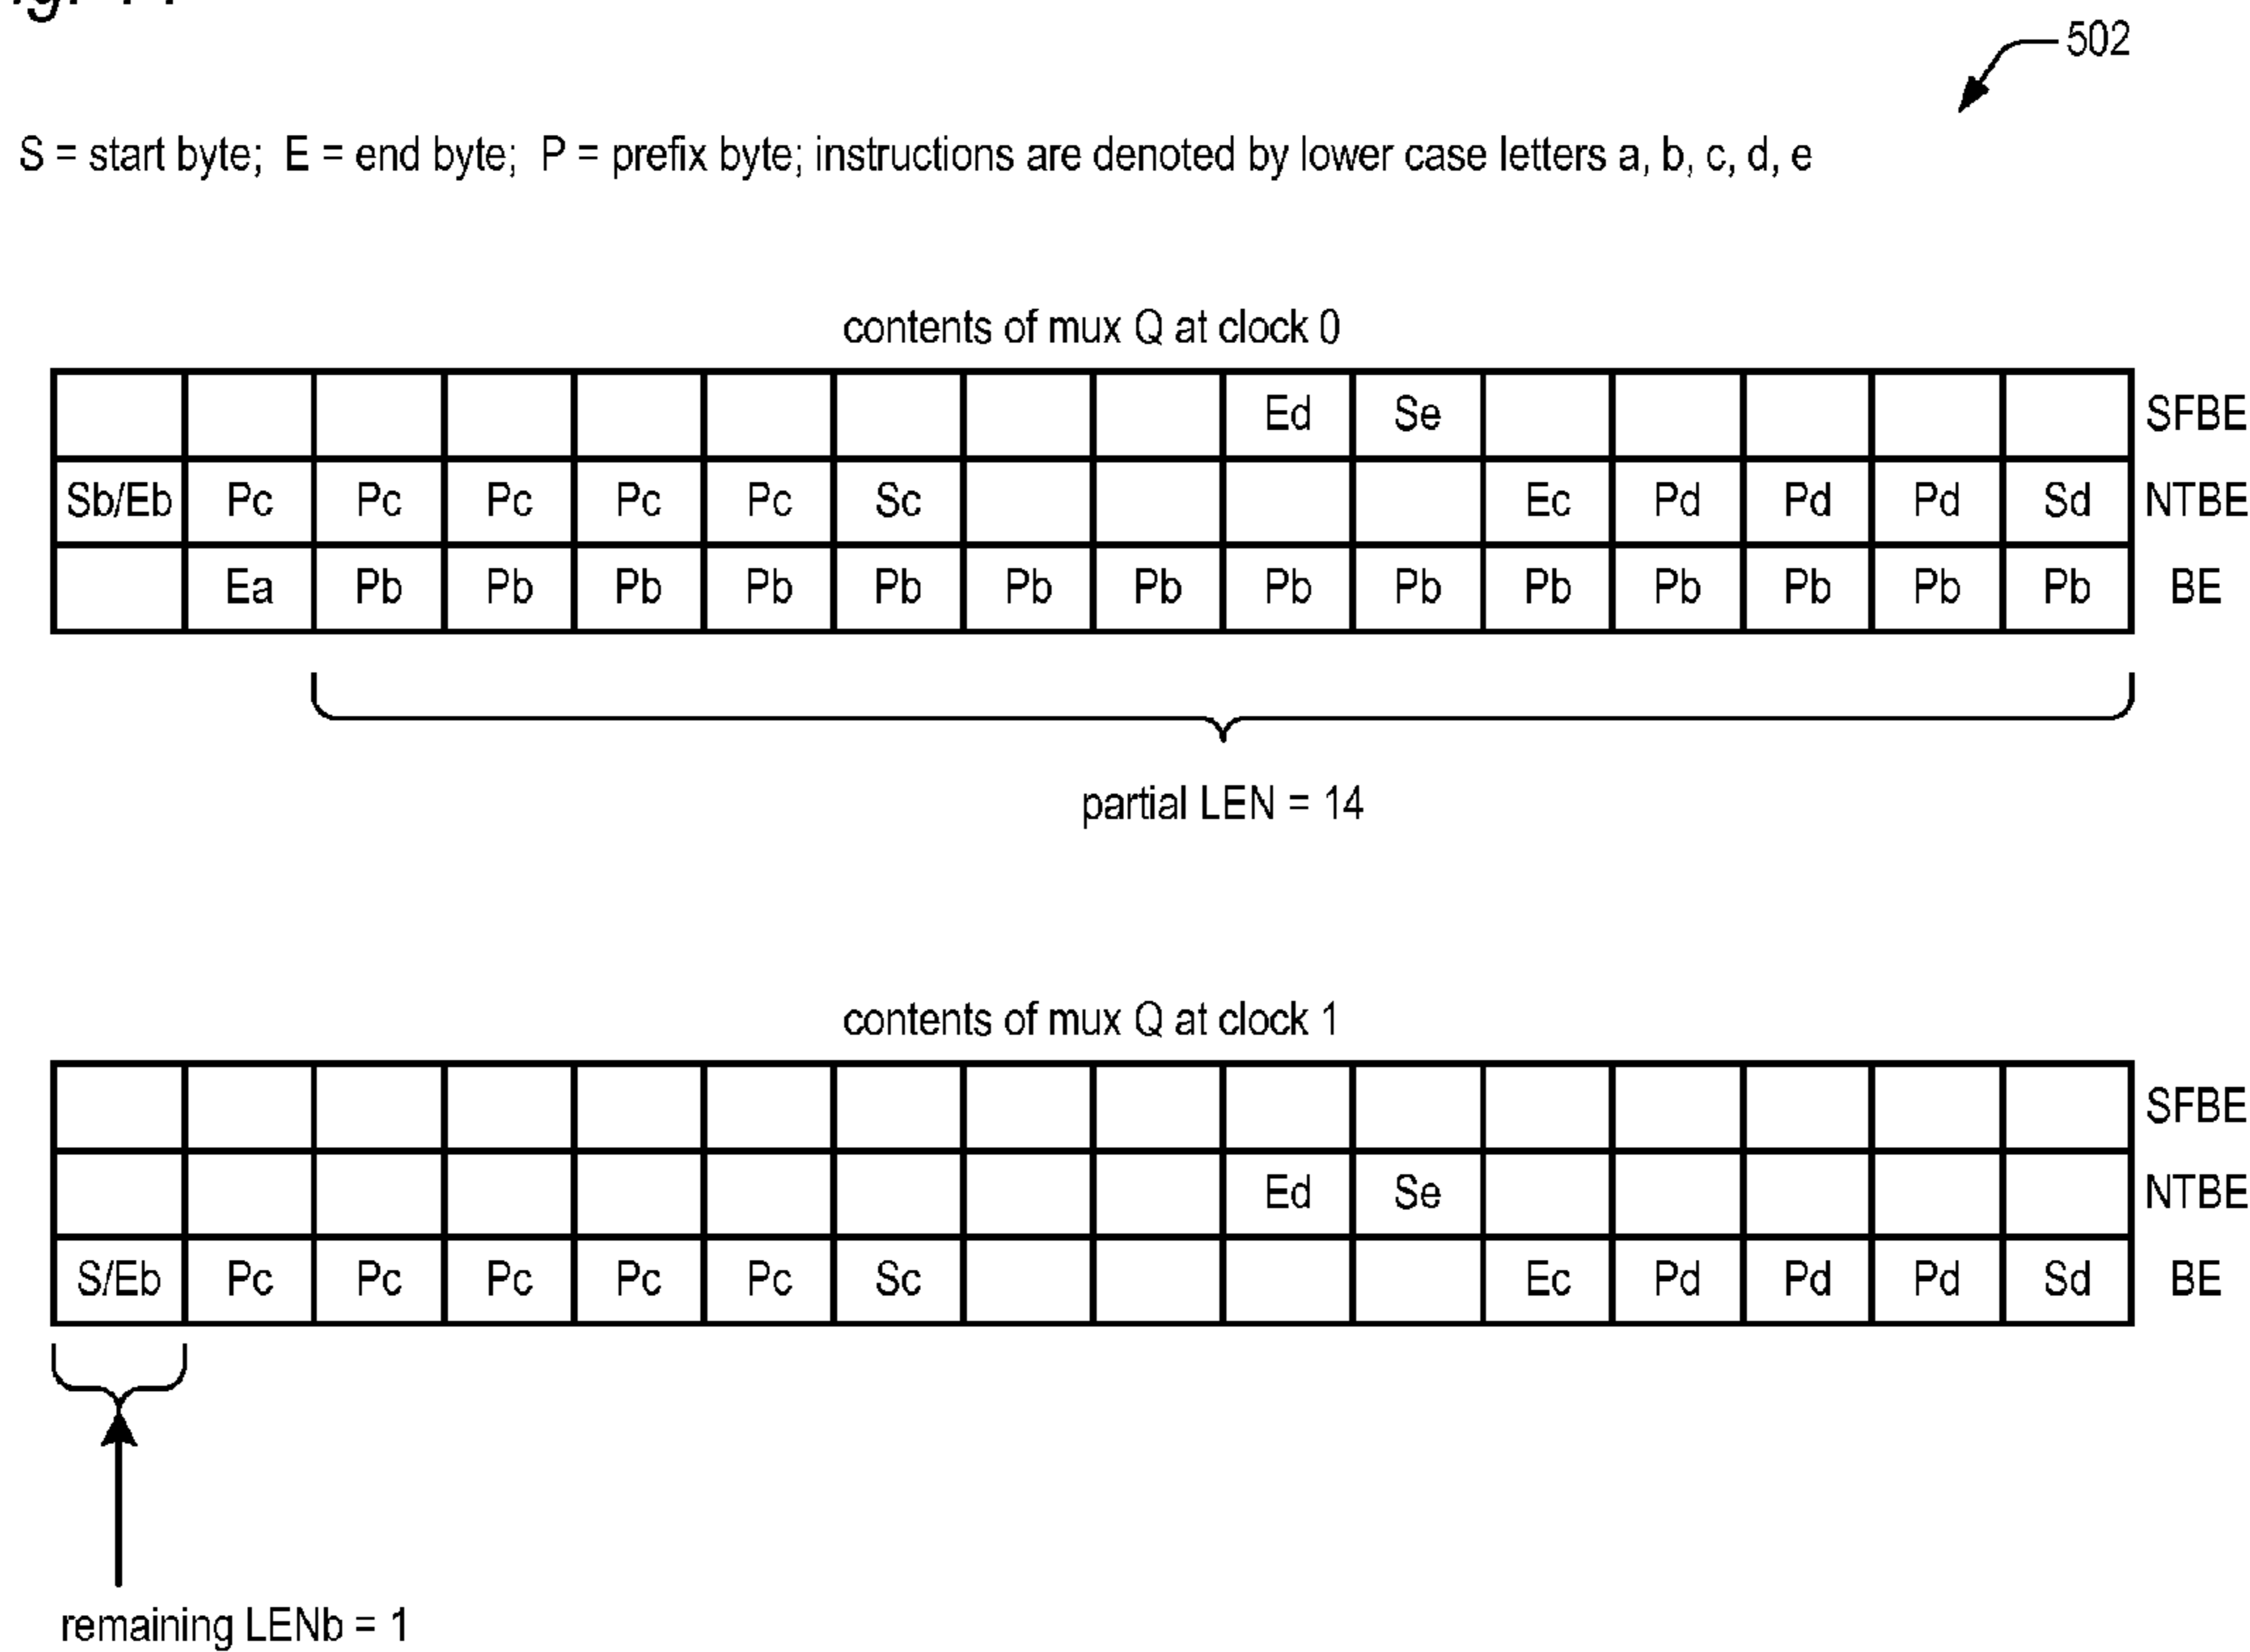 502
S = start byte; E = end byte; P = prefix byte; instructions are denoted by lower case letters a, b, c, d, e
contents of mux Q at clock 0
Ed Se SFBE
Sb/Eb Pc Pc Pc Pc Pc Sc Ec Pd Pd Pd Sd NTBE
Ea Pb Pb Pb Pb Pb Pb Pb Pb Pb Pb Pb Pb Pb Pb BE
partial LEN = 14
contents of mux Q at clock 1
SFBE
Ed Se NTBE
S/Eb Pc Pc Pc Pc Pc Sc Ec Pd Pd Pd Sd BE
remaining LENb = 1